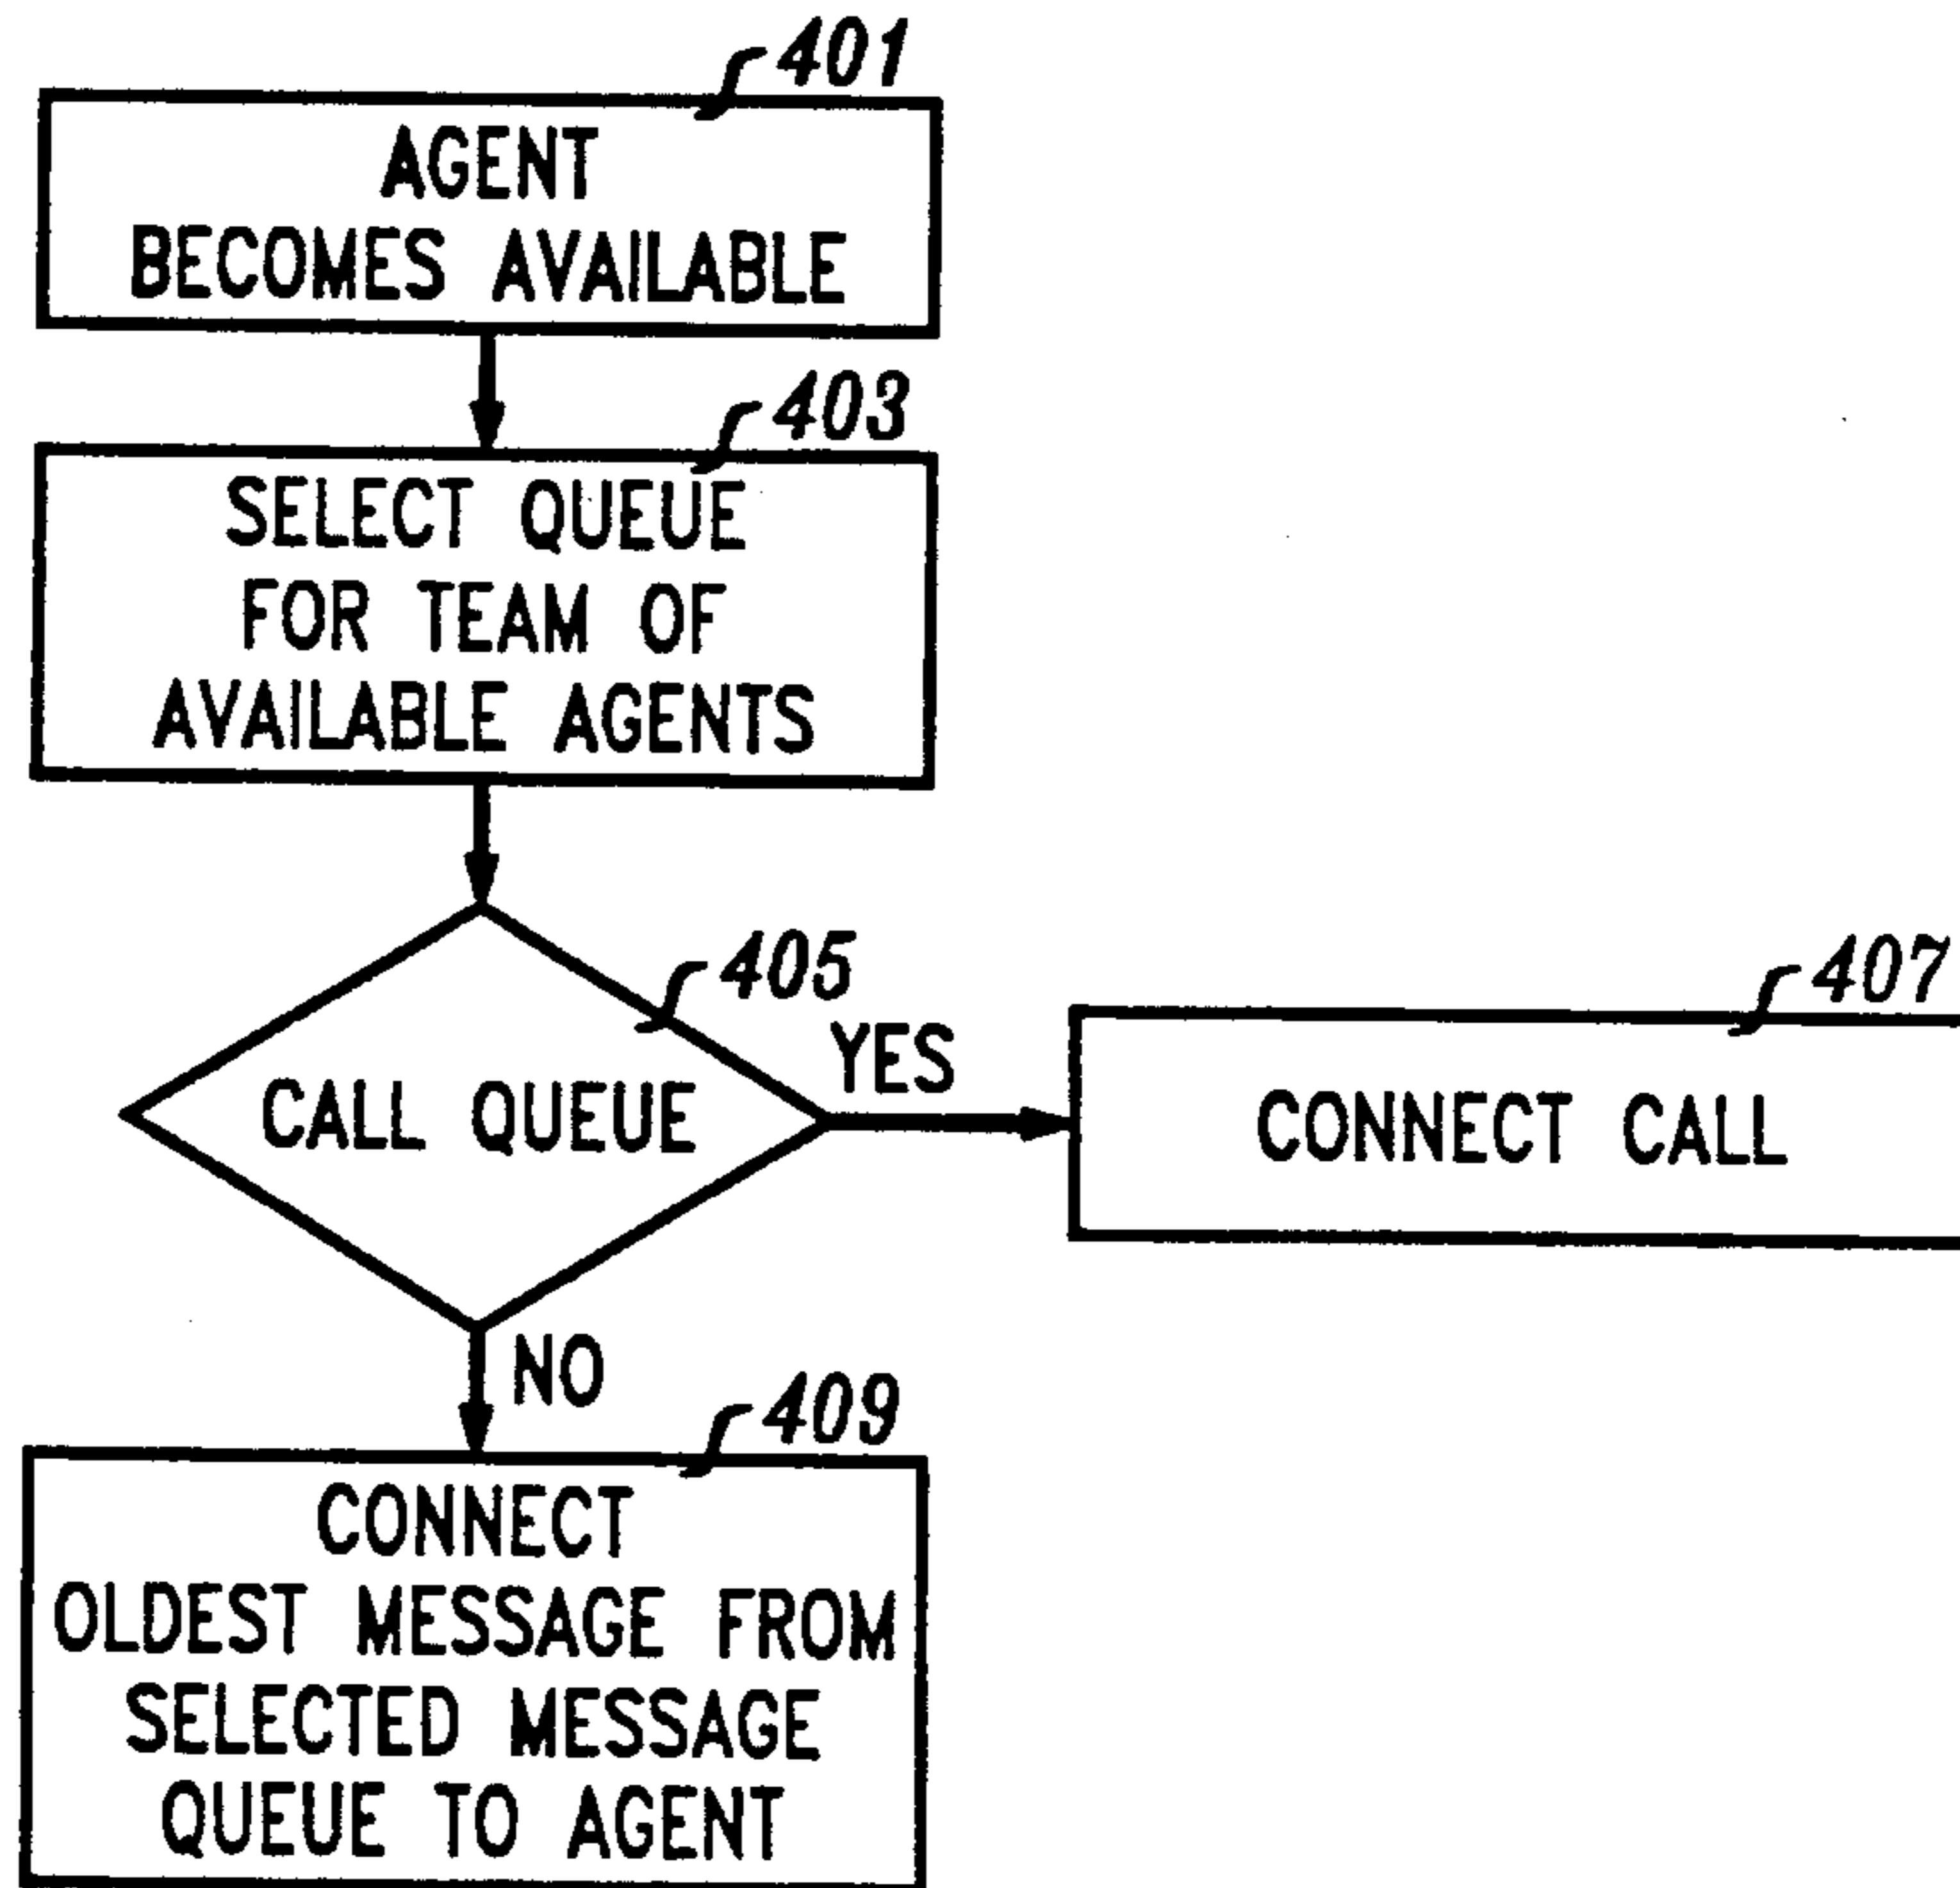 401
AGENT
BECOMES AVAILABLE
403
SELECT QUEUE
FOR TEAM OF
AVAILABLE AGENTS
405
CALL QUEUE
YES
407
CONNECT CALL
NO
409
CONNECT
OLDEST MESSAGE FROM
SELECTED MESSAGE
QUEUE TO AGENT